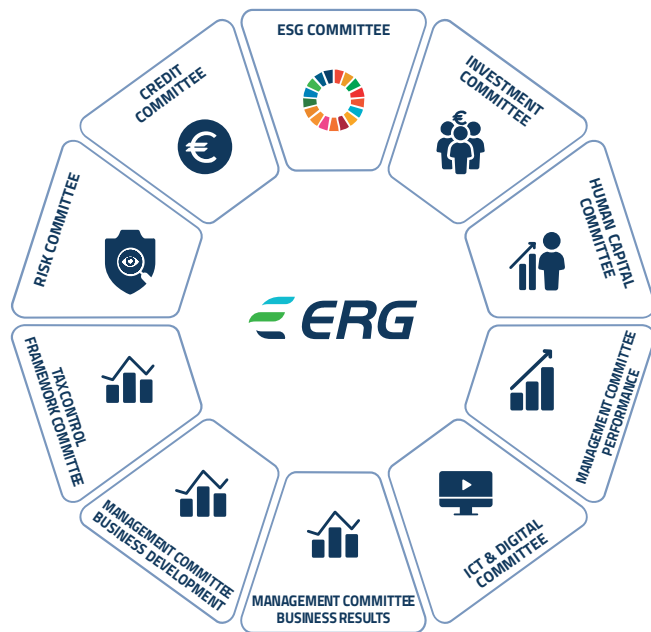 ESG COMMITTEE
INVESTMENT
COMMITTEE
HUMAN CAPITAL
COMMITTEE
MANAGEMENT COMMITTEE
PERFORMANCE
ICT & DIGITAL
COMMITTEE
MANAGEMENT COMMITTEE
BUSINESS RESULTS
MANAGEMENT COMMITTEE
BUSINESS DEVELOPMENT
TAX CONTROL
FRAMEWORK COMMITTEE
RISK COMMITTEE
CREDIT
COMMITTEE
€
€
ERG